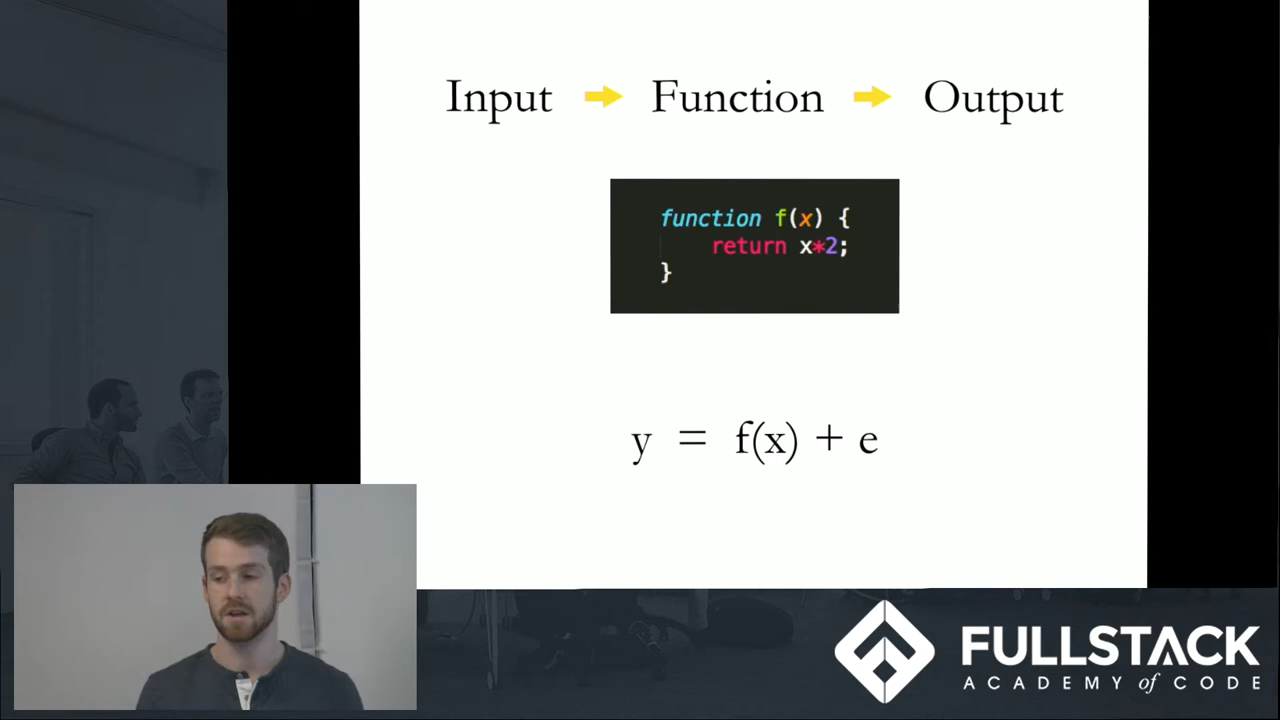 Input Function Output
function f(x) {
return x*2;
}
y = f(x) + e
FULLSTACK
ACADEMY of CODE